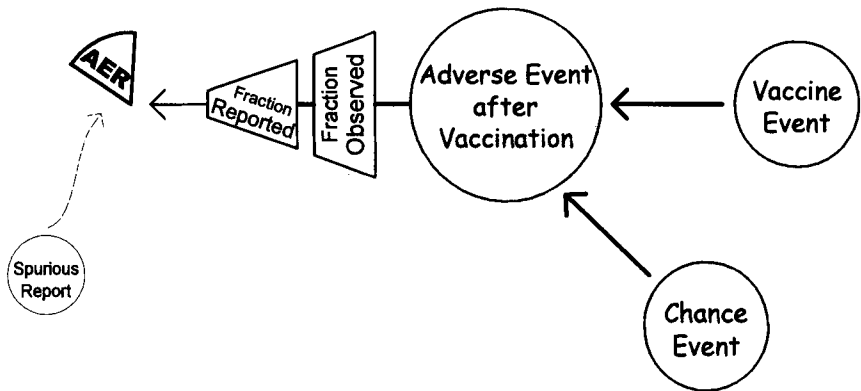 AER
Fraction
Reported
Fraction
Observed
Adverse Event
after
Vaccination
Vaccine
Event
Spurious
Report
Chance
Event